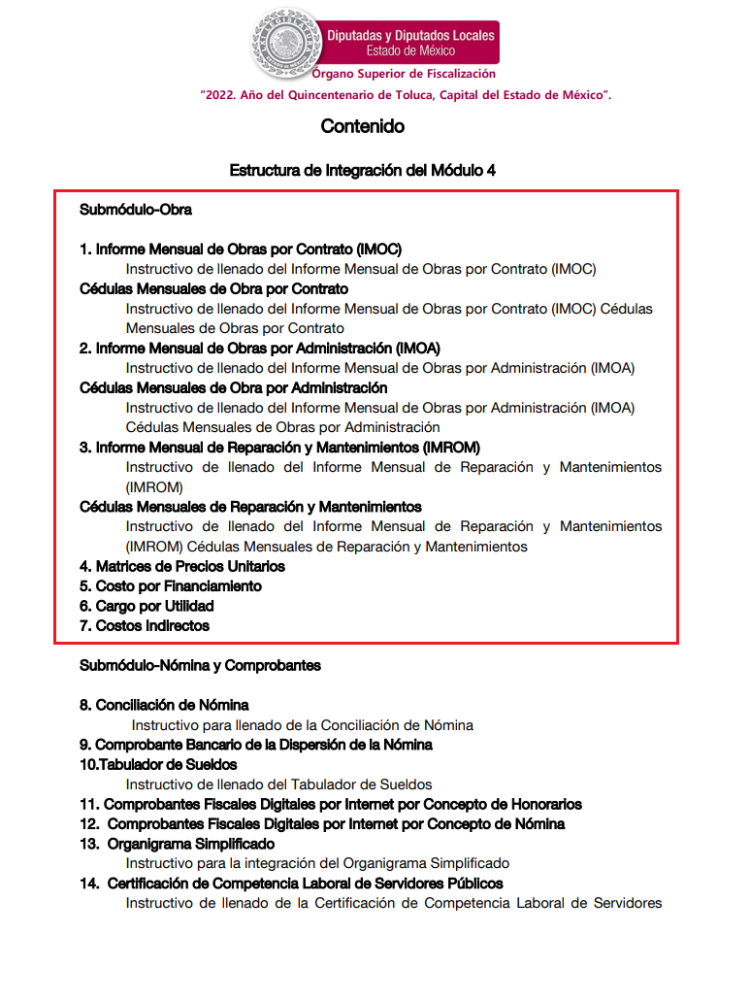 Diputadas y Diputados Locales
Estado de México
Órgano Superior de Fiscalización
“2022. Año del Quincentenario de Toluca, Capital del Estado de México”.
Contenido
Estructura de Integración del Módulo 4
Submódulo-Obra
1. Informe Mensual de Obras por Contrato (IMOC)
Instructivo de llenado del Informe Mensual de Obras por Contrato (IMOC)
Cédulas Mensuales de Obra por Contrato
Instructivo de llenado del Informe Mensual de Obras por Contrato (IMOC) Cédulas
Mensuales de Obras por Contrato
2. Informe Mensual de Obras por Administración (IMOA)
Instructivo de llenado del Informe Mensual de Obras por Administración (IMOA)
Cédulas Mensuales de Obra por Administración
Instructivo de llenado del Informe Mensual de Obras por Administración (IMOA)
Cédulas Mensuales de Obras por Administración
3. Informe Mensual de Reparación y Mantenimientos (IMROM)
Instructivo de llenado del Informe Mensual de Reparación y Mantenimientos
(IMROM)
Cédulas Mensuales de Reparación y Mantenimientos
Instructivo de llenado del Informe Mensual de Reparación y Mantenimientos
(IMROM) Cédulas Mensuales de Reparación y Mantenimientos
4. Matrices de Precios Unitarios
5. Costo por Financiamiento
6. Cargo por Utilidad
7. Costos Indirectos
Submódulo-Nómina y Comprobantes
8. Conciliación de Nómina
Instructivo para llenado de la Conciliación de Nómina
9. Comprobante Bancario de la Dispersión de la Nómina
10.Tabulador de Sueldos
Instructivo de llenado del Tabulador de Sueldos
11. Comprobantes Fiscales Digitales por Internet por Concepto de Honorarios
12. Comprobantes Fiscales Digitales por Internet por Concepto de Nómina
13. Organigrama Simplificado
Instructivo para la integración del Organigrama Simplificado
14. Certificación de Competencia Laboral de Servidores Públicos
Instructivo de llenado de la Certificación de Competencia Laboral de Servidores